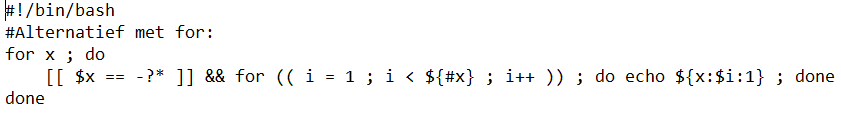 #!/bin/bash
#Alternatief met for:
for x ; do
    [[ $x == -?* ]] && for (( i = 1 ; i < ${#x} ; i++ )) ; do echo ${x:$i:1} ; done
done